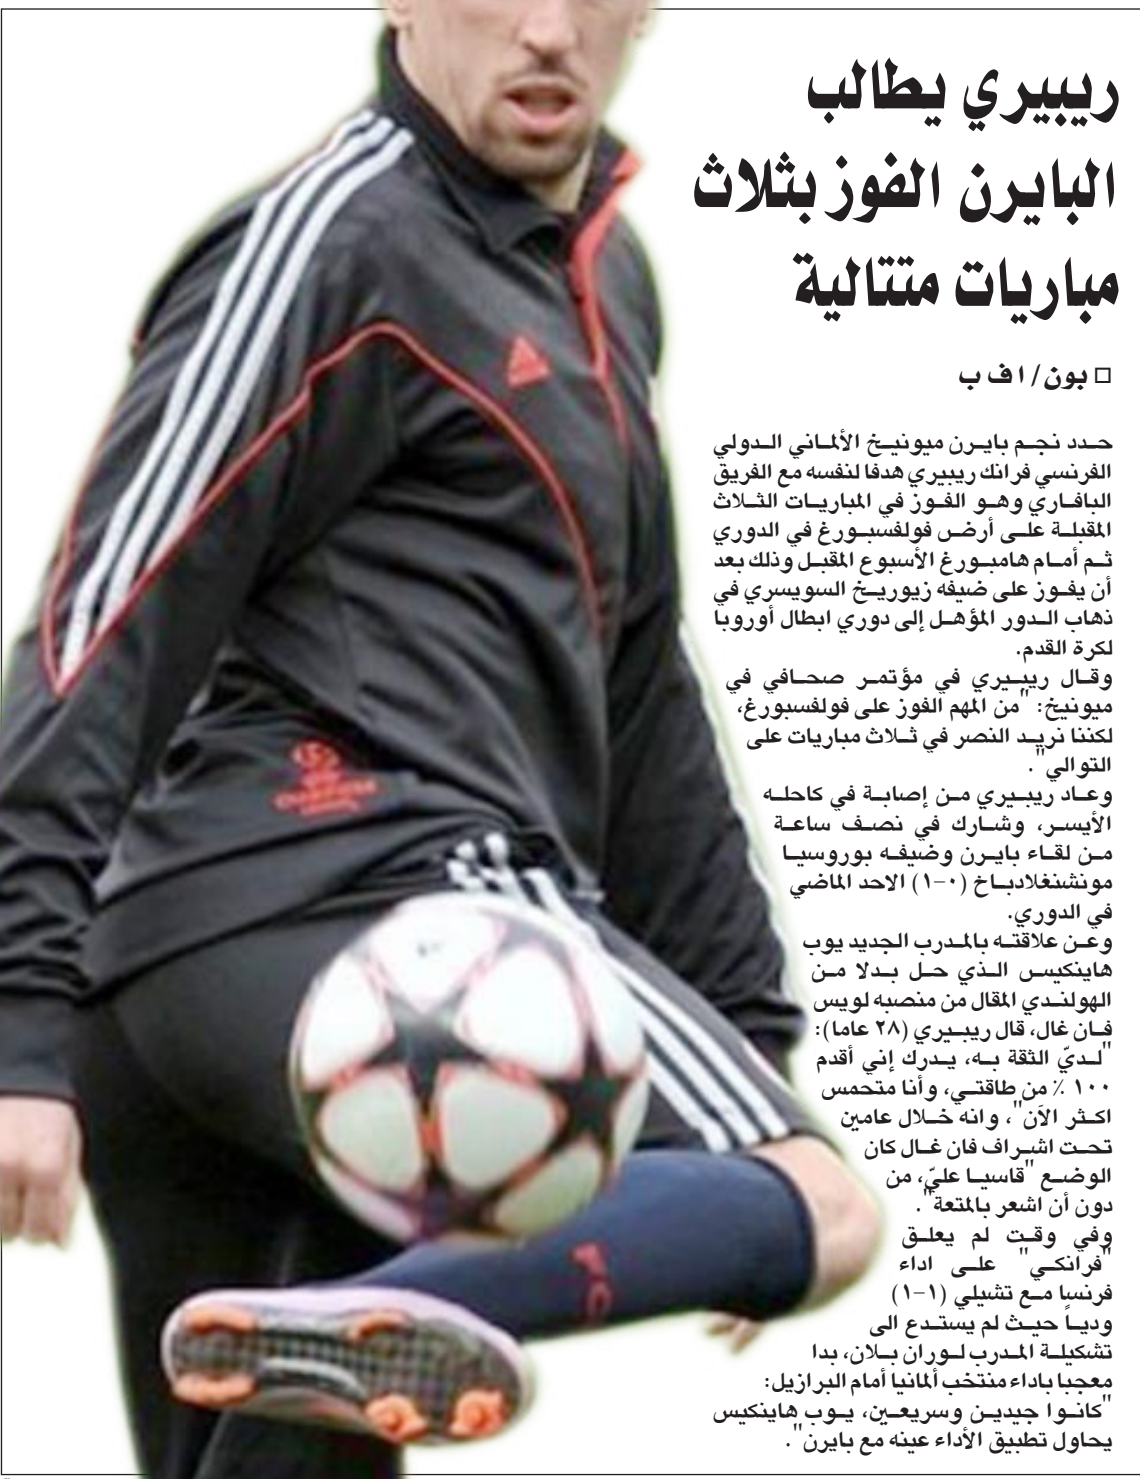 ريبيري يطالب
البايرن الفوز بثلاث
مباريات متتالية
□ بون/ اف ب
حدد نجم بايرن ميونيخ الألماني الدولي
الفرنسي فرانك ريبيري هدفا لنفسه مع الفريق
البافاري وهو الفوز في المباريات الثلاث
المقبلة على أرض فولفسبورغ في الدوري
ثم أمام هامبورغ الأسبوع المقبل وذلك بعد
أن يفوز على ضيفه زيوريخ السويسري في
ذهاب الدور المؤهل إلى دوري ابطال أوروبا
لكرة القدم.
وقال ريبيري في مؤتمر صحافي في
ميونيخ: "من المهم الفوز على فولفسبورغ،
لكننا نريد النصر في ثلاث مباريات على
التوالي".
وعاد ريبيري من إصابة في كاحله
الأيسر، وشارك في نصف ساعة
من لقاء بايرن وضيفه بوروسيا
مونشنغلادباخ (٠-١) الاحد الماضي
في الدوري.
وعن علاقته بالمدرب الجديد يوب
هاينكيس الذي حل بدلا من
الهولندي المقال من منصبه لويس
فان غال، قال ريبيري (٢٨ عاما):
"لديّ الثقة به، يدرك إني أقدم
١٠٠ ٪ من طاقتي، وأنا متحمس
اكثر الآن"، وانه خلال عامين
تحت اشراف فان غال كان
الوضع "قاسيا عليّ، من
دون أن اشعر بالمتعة".
وفي وقت لم يعلق
"فرانكي" على اداء
فرنسا مع تشيلي (١-١)
ودياً حيث لم يستدع الى
تشكيلة المدرب لوران بلان، بدا
معجبا باداء منتخب ألمانيا أمام البرازيل:
"كانوا جيدين وسريعين، يوب هاينكيس
يحاول تطبيق الأداء عينه مع بايرن".